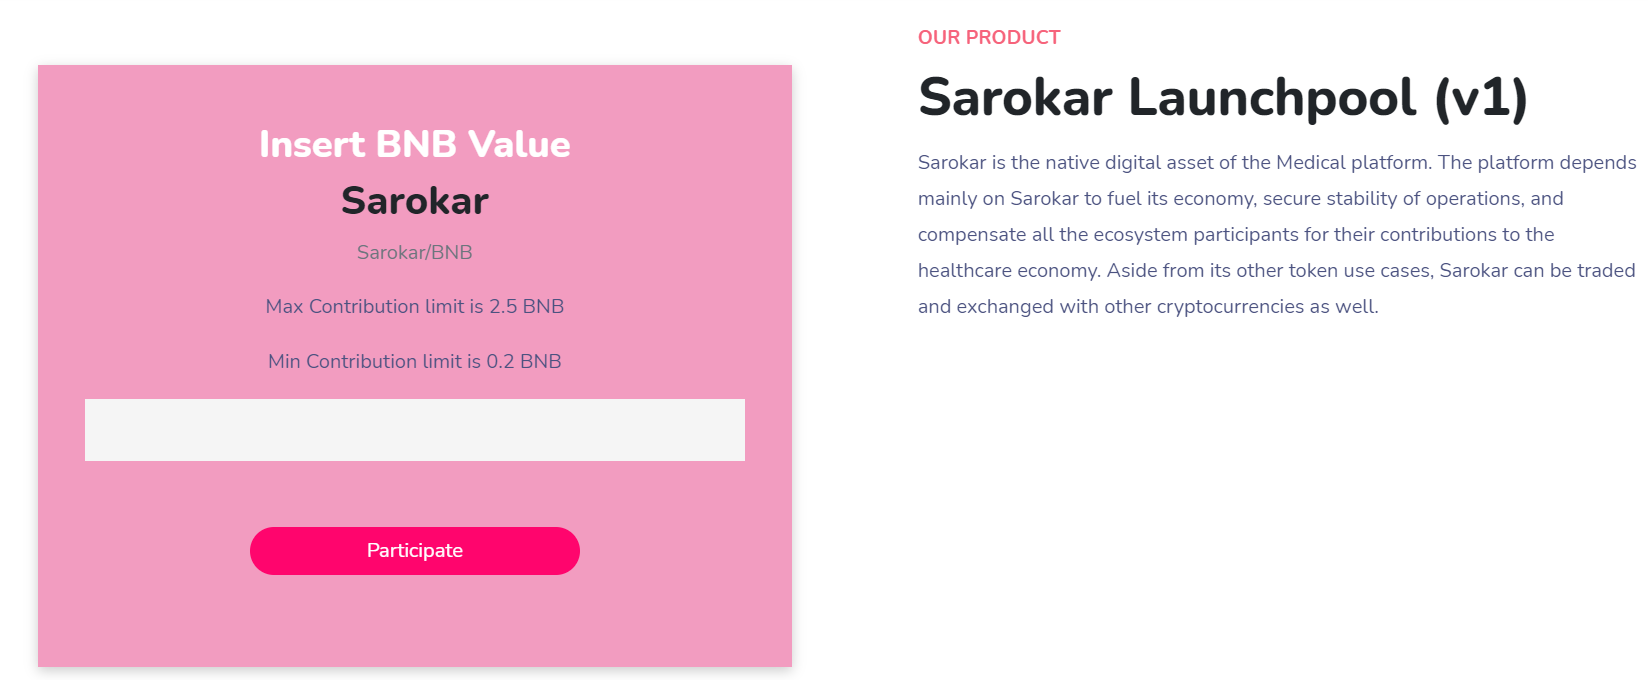 Insert BNB Value
Sarokar
Sarokar/BNB
Max Contribution limit is 2.5 BNB
Min Contribution limit is 0.2 BNB
Participate
OUR PRODUCT
Sarokar Launchpool (v1)
Sarokar is the native digital asset of the Medical platform. The platform depends
mainly on Sarokar to fuel its economy, secure stability of operations, and
compensate all the ecosystem participants for their contributions to the
healthcare economy. Aside from its other token use cases, Sarokar can be traded
and exchanged with other cryptocurrencies as well.